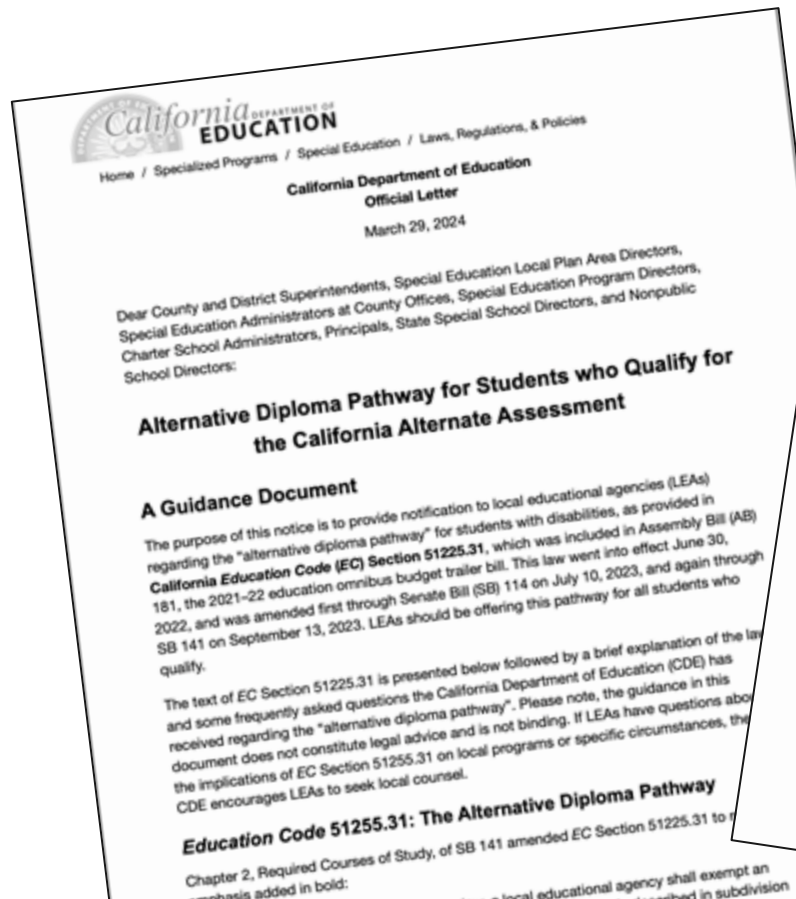 DEPARTMENT OF
California DEPARTMENT OF
EDUCATION
Home / Specialized Programs / Special Education / Laws, Regulations, & Policies
California Department of Education
Official Letter
March 29, 2024
Dear County and District Superintendents, Special Education Local Plan Area Directors,
Special Education Administrators at County Offices, Special Education Program Directors,
Charter School Administrators, Principals, State Special School Directors, and Nonpublic
School Directors:
Alternative Diploma Pathway for Students who Qualify for
the California Alternate Assessment
A Guidance Document
The purpose of this notice is to provide notification to local educational agencies (LEAs)
regarding the "alternative diploma pathway" for students with disabilities, as provided in
California Education Code (EC) Section 51225.31, which was included in Assembly Bill (AB)
181, the 2021–22 education omnibus budget trailer bill. This law went into effect June 30,
2022, and was amended first through Senate Bill (SB) 114 on July 10, 2023, and again through
SB 141 on September 13, 2023. LEAs should be offering this pathway for all students who
qualify.
The text of EC Section 51225.31 is presented below followed by a brief explanation of the
and some frequently asked questions the California Department of Education (CDE) has
received regarding the "alternative diploma pathway". Please note, the guidance in this
document does not constitute legal advice and is not binding. If LEAs have questions
the implications of EC Section 51255.31 on local programs or specific circumstances, the
CDE encourages LEAs to seek local counsel.
Education Code 51255.31: The Alternative Diploma Pathway
Chapter 2, Required Courses of Study, of SB 141 amended EC Section 51225.31 to
added in bold:
local educational agency shall exempt an
in subdivision